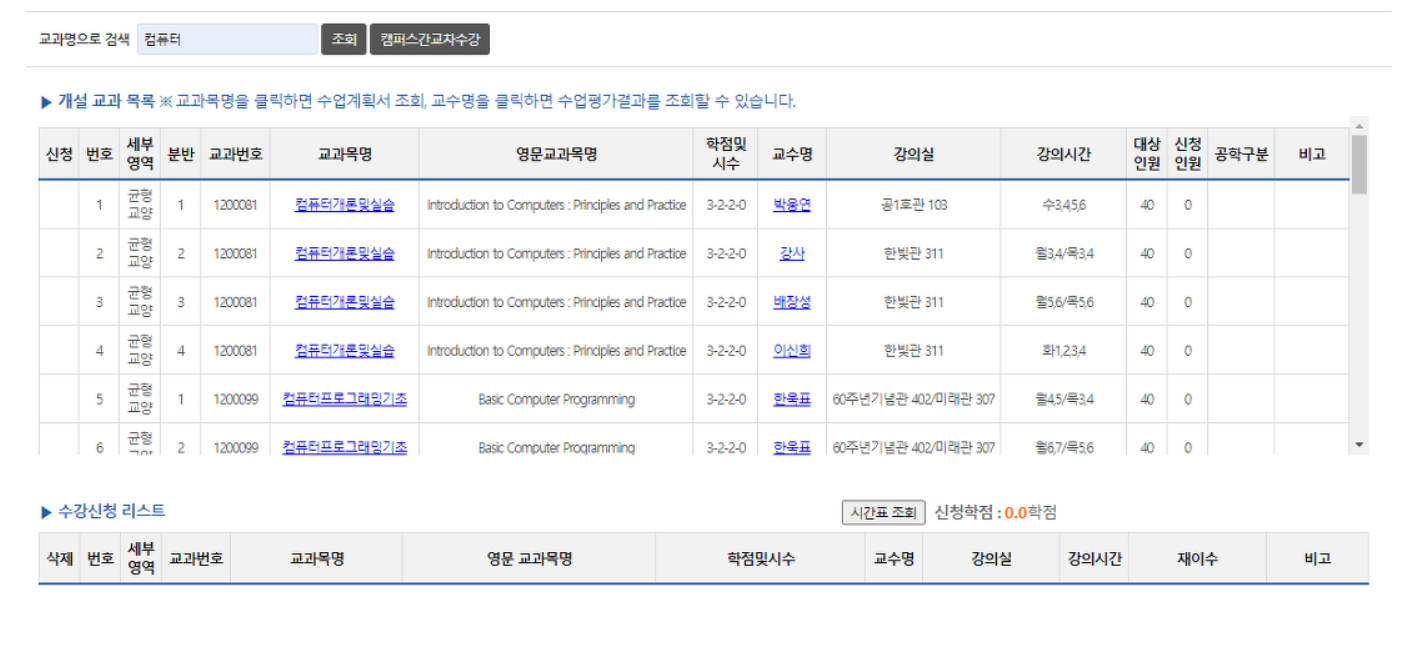 교과명으로 검색 컴퓨터 조회 캠퍼스간교차수강
▶ 개설 교과 목록 ※ 교과목명을 클릭하면 수업계획서 조회, 교수명을 클릭하면 수업평가결과를 조회할 수 있습니다.
신청 번호 세부영역 분반 교과번호 교과목명 영문교과목명 학점및시수 교수명 강의실 강의시간 대상인원 신청인원 공학구분 비고
1 균형교양 1 1200081 컴퓨터개론및실습 Introduction to Computers : Principles and Practice 3-2-2-0 박웅연 공1호관 103 수3,4,5,6 40 0
2 균형교양 2 1200081 컴퓨터개론및실습 Introduction to Computers : Principles and Practice 3-2-2-0 강사 한빛관 311 월3,4/목3,4 40 0
3 균형교양 3 1200081 컴퓨터개론및실습 Introduction to Computers : Principles and Practice 3-2-2-0 배장성 한빛관 311 월5,6/목5,6 40 0
4 균형교양 4 1200081 컴퓨터개론및실습 Introduction to Computers : Principles and Practice 3-2-2-0 이신희 한빛관 311 화1,2,3,4 40 0
5 균형교양 1 1200099 컴퓨터프로그래밍기초 Basic Computer Programming 3-2-2-0 한욱표 60주년기념관 402/미래관 307 월4,5/목3,4 40 0
6 균형 2 1200099 컴퓨터프로그래밍기초 Basic Computer Programming 3-2-2-0 한욱표 60주년기념관 402/미래관 307 월6,7/목5,6 40 0
▶ 수강신청 리스트 시간표 조회 신청학점 : 0.0학점
삭제 번호 세부영역 교과번호 교과목명 영문 교과목명 학점및시수 교수명 강의실 강의시간 재이수 비고